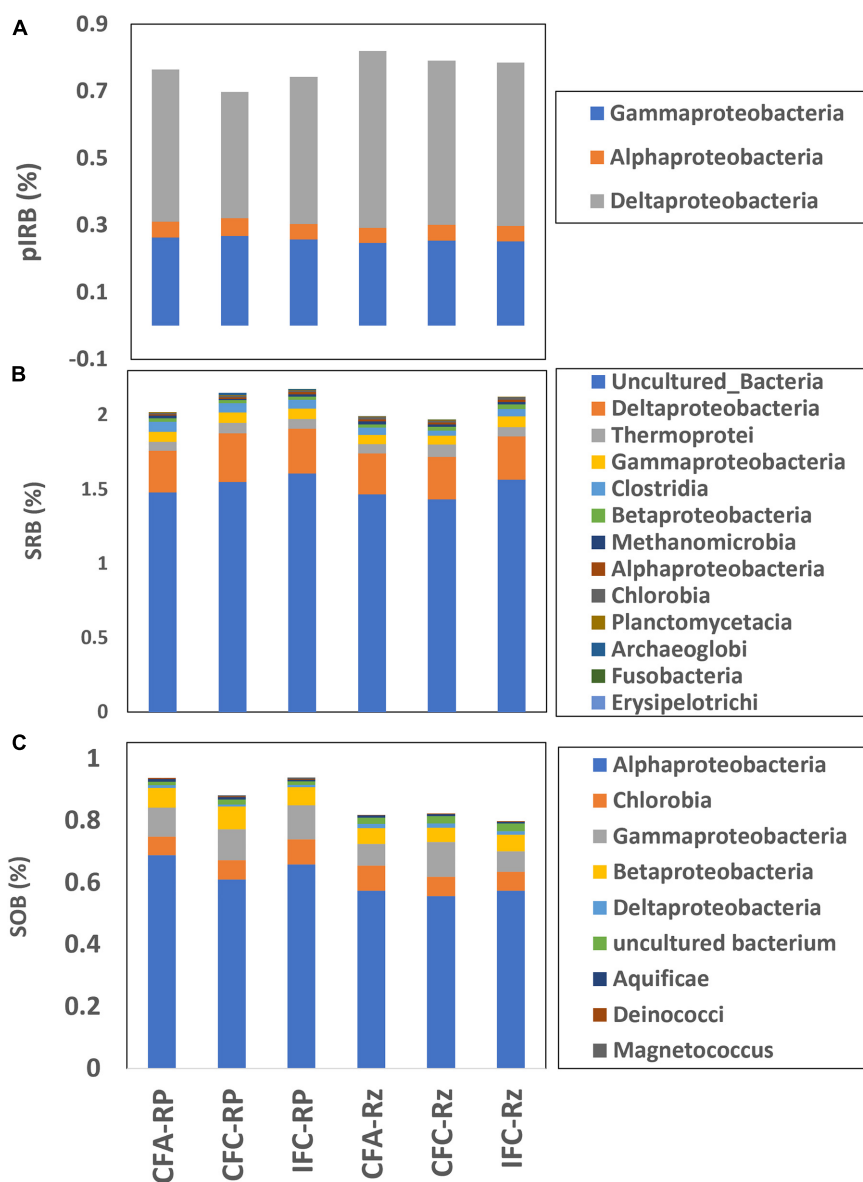 A
pIRB (%)
0.9
0.7
0.5
0.3
0.1
-0.1
Gammaproteobacteria
Alphaproteobacteria
Deltaproteobacteria
B
SRB (%)
2
1.5
1
0.5
0
Uncultured_Bacteria
Deltaproteobacteria
Thermoprotei
Gammaproteobacteria
Clostridia
Betaproteobacteria
Methanomicrobia
Alphaproteobacteria
Chlorobia
Planctomycetacia
Archaeoglobi
Fusobacteria
Erysipelotrichi
C
SOB (%)
1
0.8
0.6
0.4
0.2
0
Alphaproteobacteria
Chlorobia
Gammaproteobacteria
Betaproteobacteria
Deltaproteobacteria
uncultured bacterium
Aquificae
Deinococci
Magnetococcus
CFA-RP
CFC-RP
IFC-RP
CFA-Rz
CFC-Rz
IFC-Rz